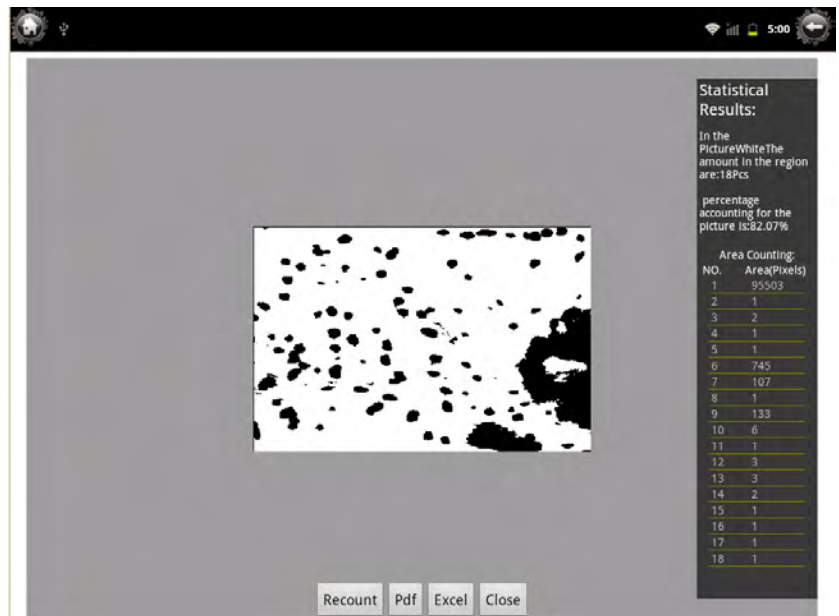 5:00
Statistical
Results:
In the
PictureWhiteThe
amount in the region
are:18Pcs
percentage
accounting for the
picture is:82.07%
Area Counting:
NO. Area(Pixels)
1 95503
2 1
3 2
4 1
5 1
6 745
7 107
8 1
9 133
10 6
11 1
12 3
13 3
14 2
15 1
16 1
17 1
18 1
Recount Pdf Excel Close